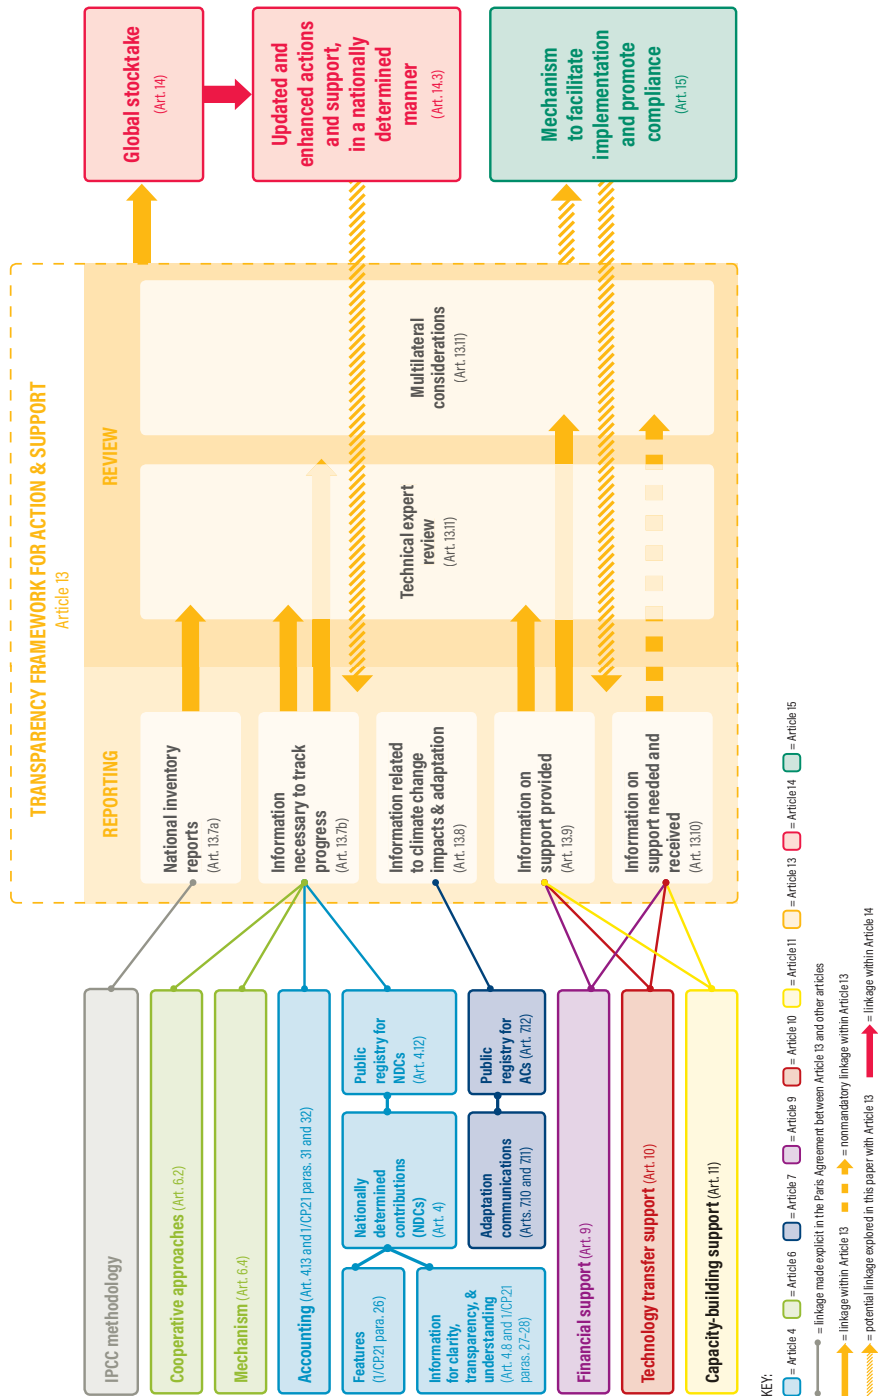 TRANSPARENCY FRAMEWORK FOR ACTION & SUPPORT
Article 13
REPORTING
REVIEW
IPCC methodology
Cooperative approaches (Art. 6.2)
Mechanism (Art. 6.4)
Accounting (Art. 4.13 and 1/CP.21 paras. 31 and 32)
Features
(1/CP.21 para. 26)
Information
for clarity,
transparency, &
understanding
(Art. 4.8 and 1/CP.21
paras. 27–28)
Nationally
determined
contributions
(NDCs)
(Art. 4)
Public
registry for
NDCs
(Art. 4.12)
Adaptation
communications
(Arts. 7.10 and 7.11)
Public
registry for
ACs (Art. 7.12)
Financial support (Art. 9)
Technology transfer support (Art. 10)
Capacity-building support (Art. 11)
National inventory
reports
(Art. 13.7a)
Information
necessary to track
progress
(Art. 13.7b)
Information related
to climate change
impacts & adaptation
(Art. 13.8)
Information on
support provided
(Art. 13.9)
Information on
support needed and
received
(Art. 13.10)
Technical expert
review
(Art. 13.11)
Multilateral
considerations
(Art. 13.11)
Global stocktake
(Art. 14)
Updated and
enhanced actions
and support,
in a nationally
determined
manner
(Art. 14.3)
Mechanism
to facilitate
implementation
and promote
compliance
(Art. 15)
KEY:
= Article 4
= Article 6
= Article 7
= Article 9
= Article 10
= Article 11
= Article 13
= Article 14
= Article 15
= linkage made explicit in the Paris Agreement between Article 13 and other articles
= linkage within Article 13
= nonmandatory linkage within Article 13
= potential linkage explored in this paper with Article 13
= linkage within Article 14